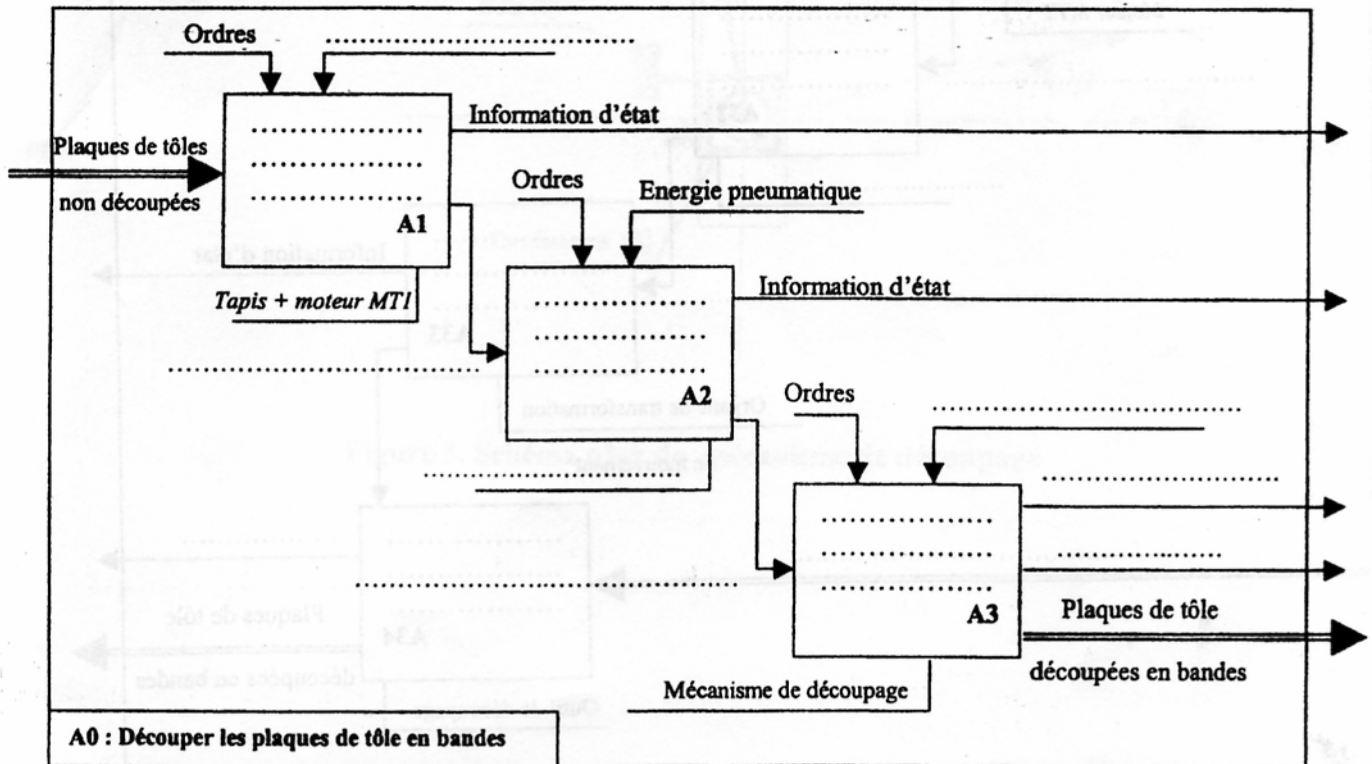 Ordres
Information d'état
Plaques de tôles
non découpées
A1
Tapis + moteur MT1
Ordres
Energie pneumatique
Information d'état
A2
Ordres
A3
Plaques de tôle
découpées en bandes
Mécanisme de découpage
A0 : Découper les plaques de tôle en bandes